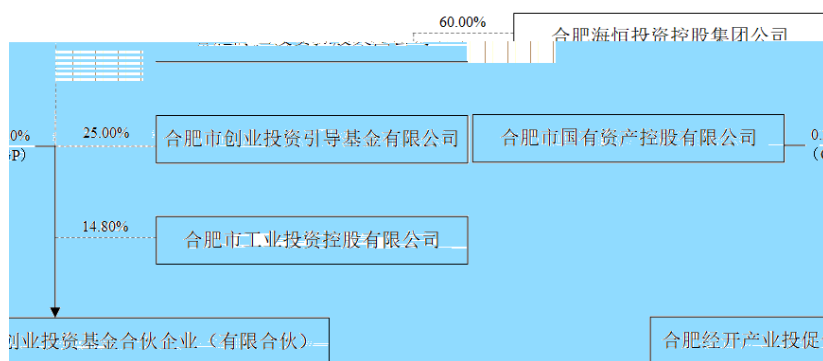 60.00%
合肥海恒投资控股集团公司
0%
25.00%
合肥市创业投资引导基金有限公司
合肥市国有资产控股有限公司
0.
GP)
(
14.80%
合肥市工业投资控股有限公司
创业投资基金合伙企业（有限合伙）
合肥经开产业投促